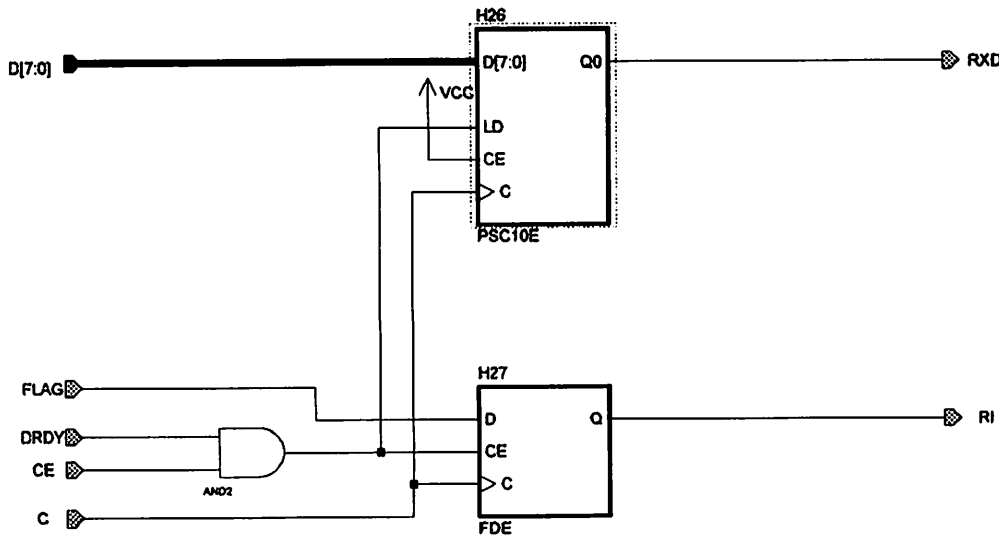 H26
D[7:0]
D[7:0]
Q0
RXD
VCC
LD
CE
C
PSC10E
H27
FLAG
D
Q
RI
DRDY
CE
CE
AND2
C
C
FDE